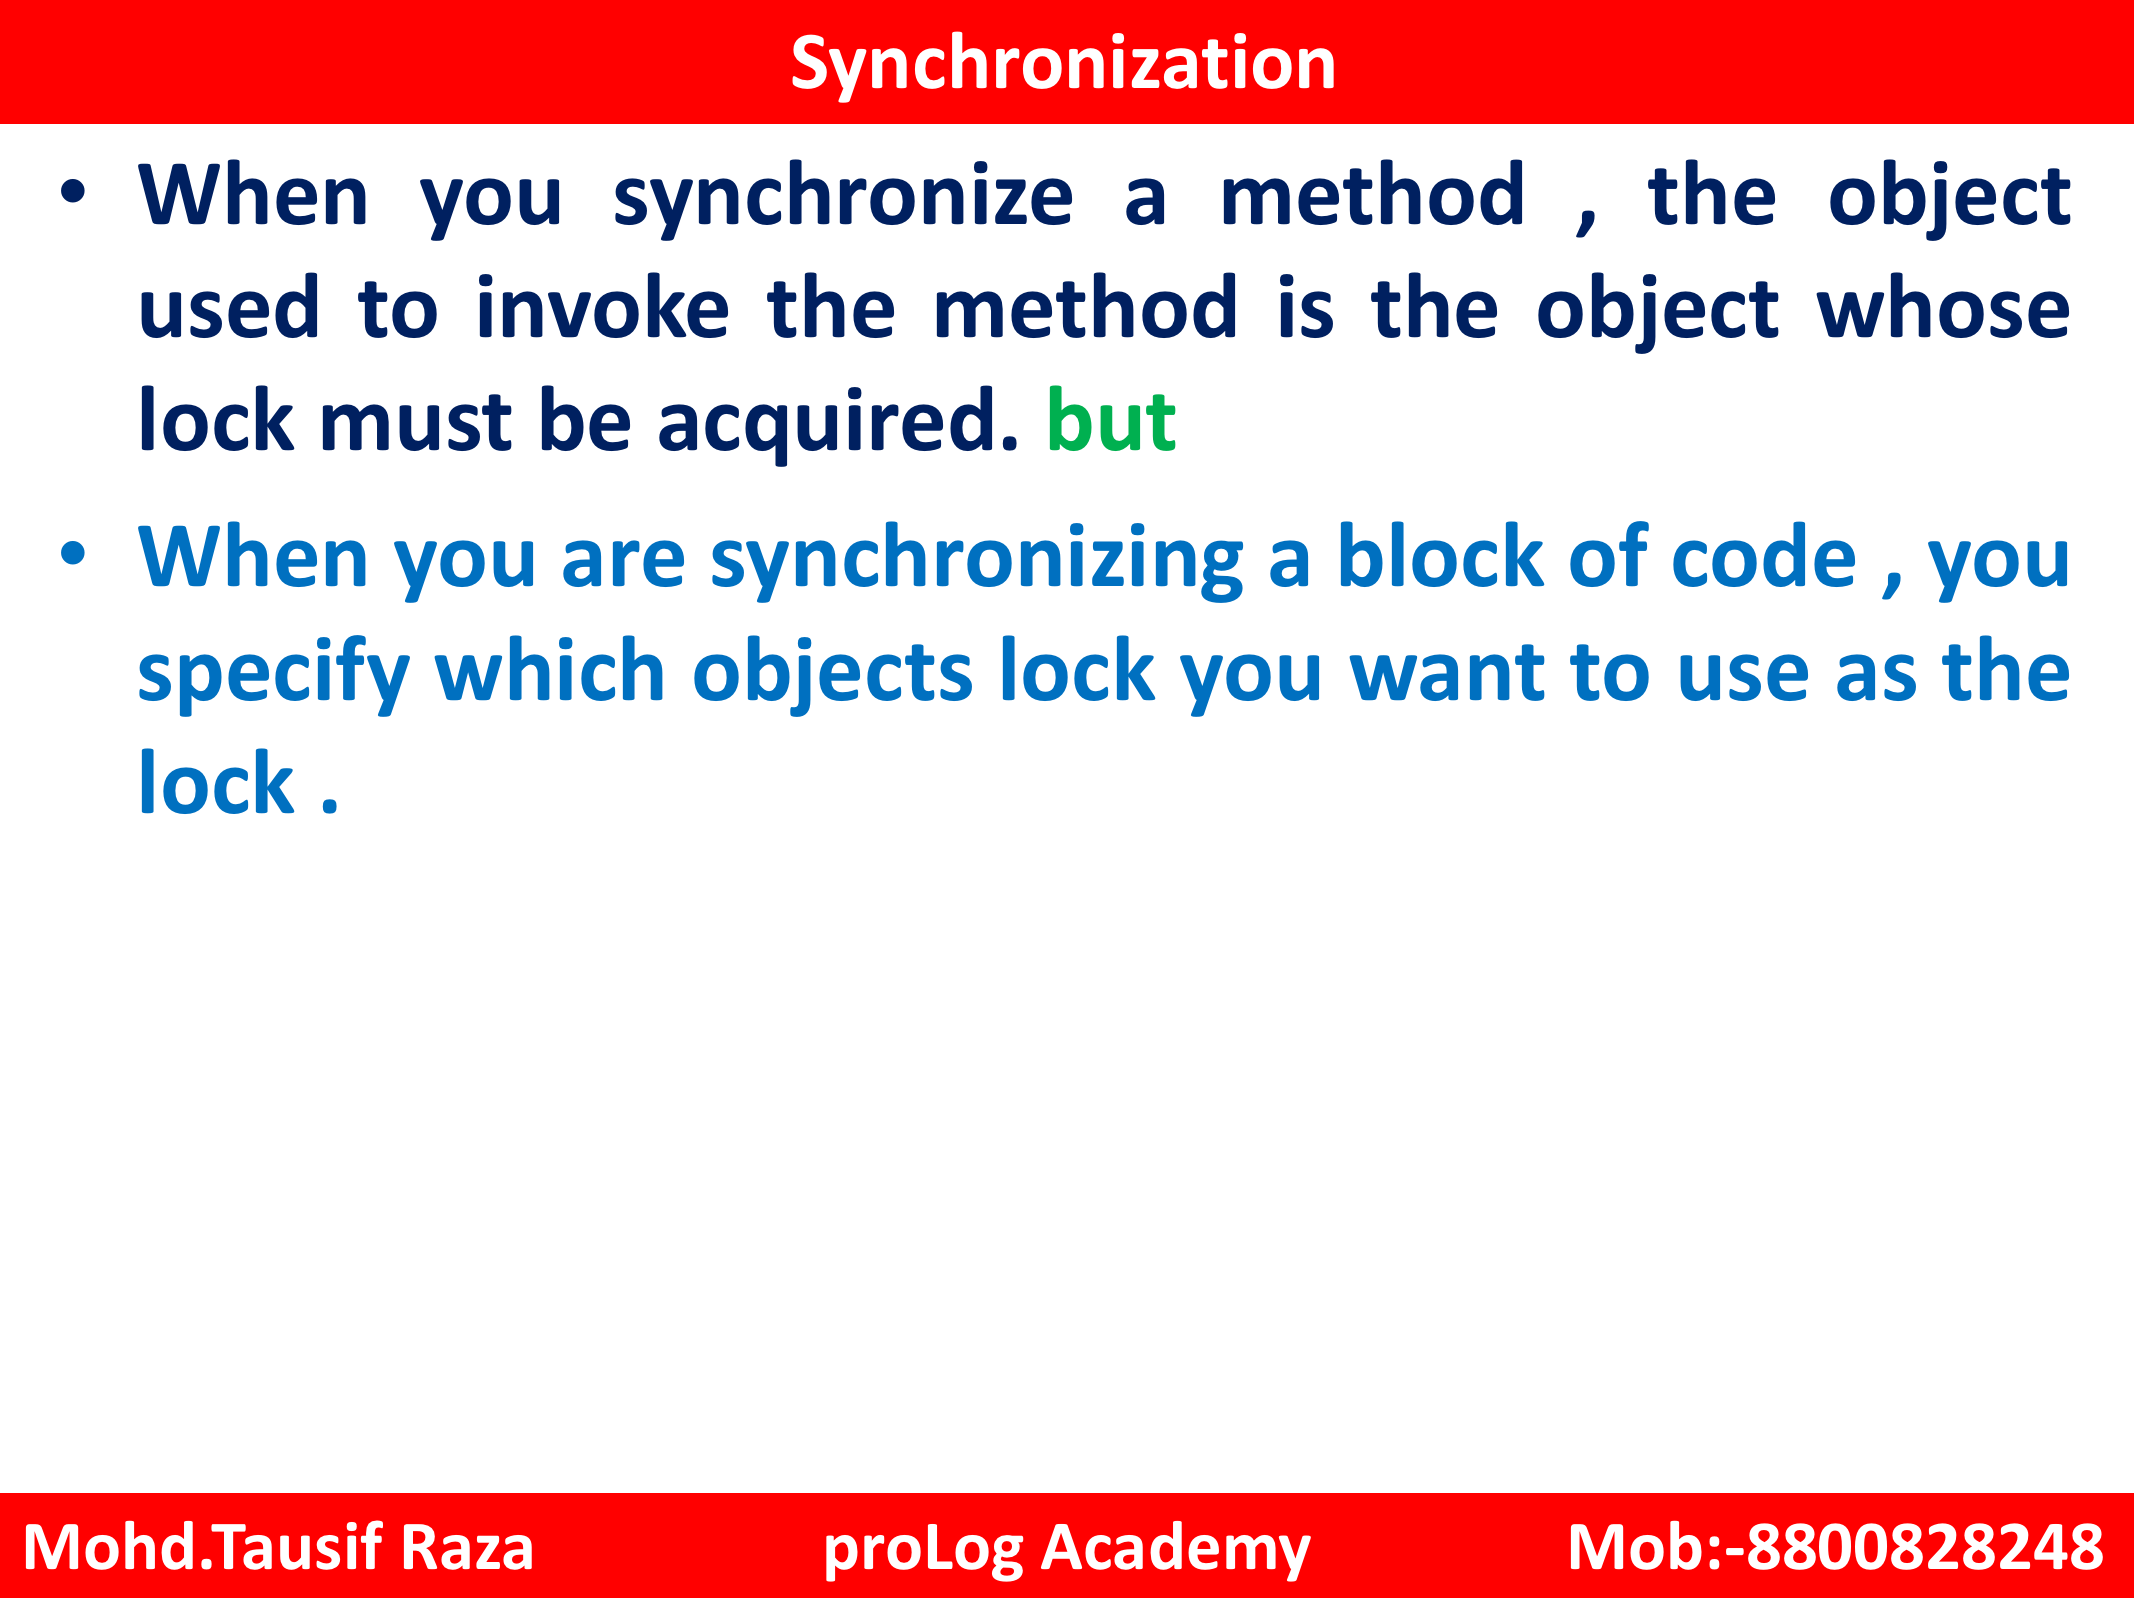 Synchronization
• When you synchronize a method , the object
used to invoke the method is the object whose
lock must be acquired. but
• When you are synchronizing a block of code , you
specify which objects lock you want to use as the
lock .
Mohd.Tausif Raza proLog Academy Mob:-8800828248